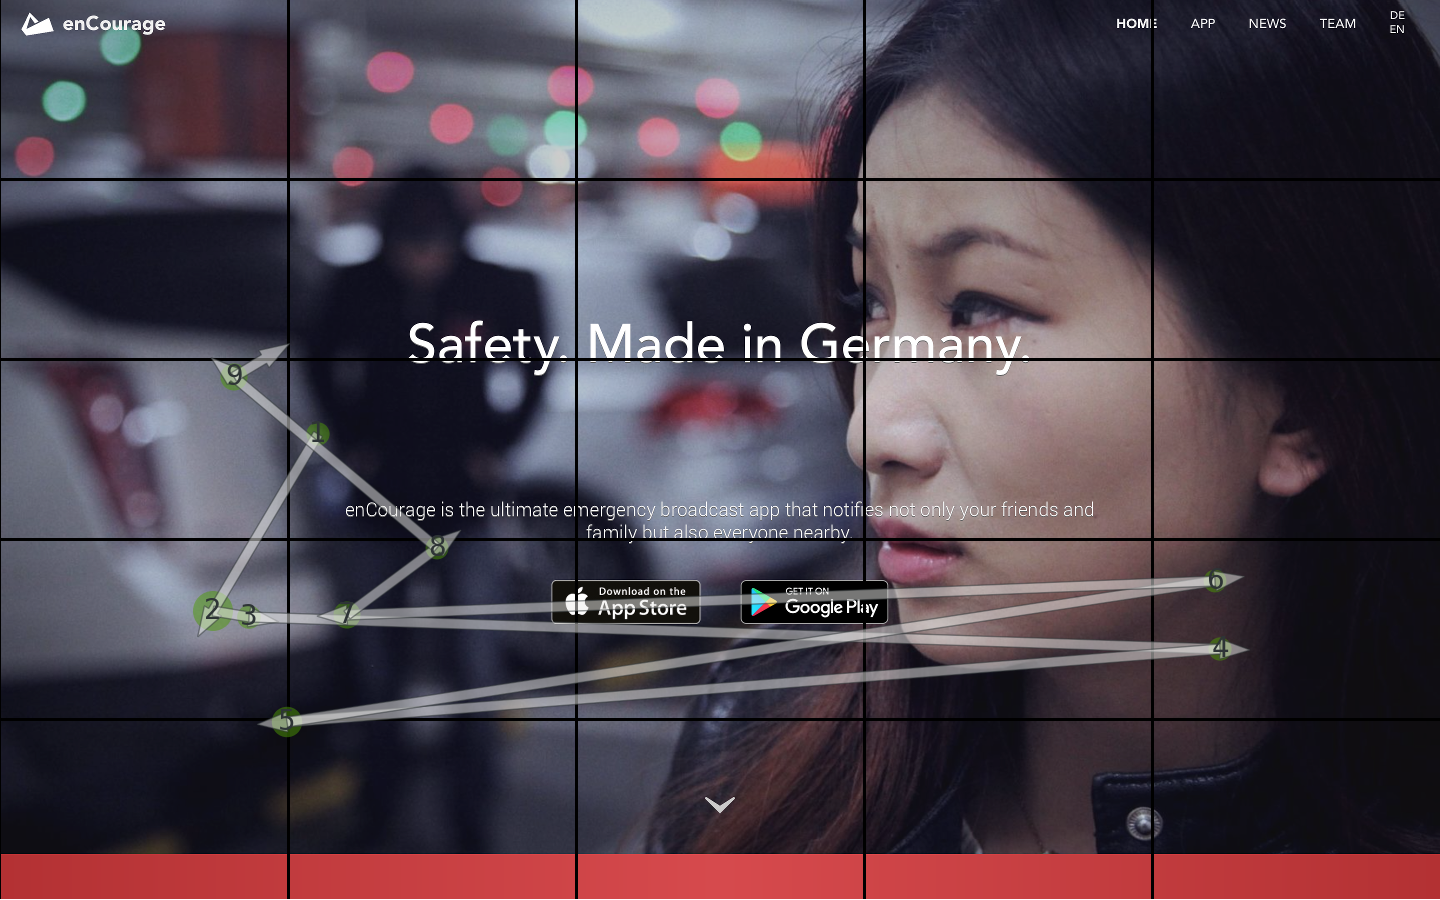 enCourage
HOME APP NEWS TEAM DE
EN
Safety. Made in Germany.
9
1
enCourage is the ultimate emergency broadcast app that notifies not only your friends and
family but also everyone nearby.
8
6
Download on the
App Store
GET IT ON
Google Play
2 3 7
4
5